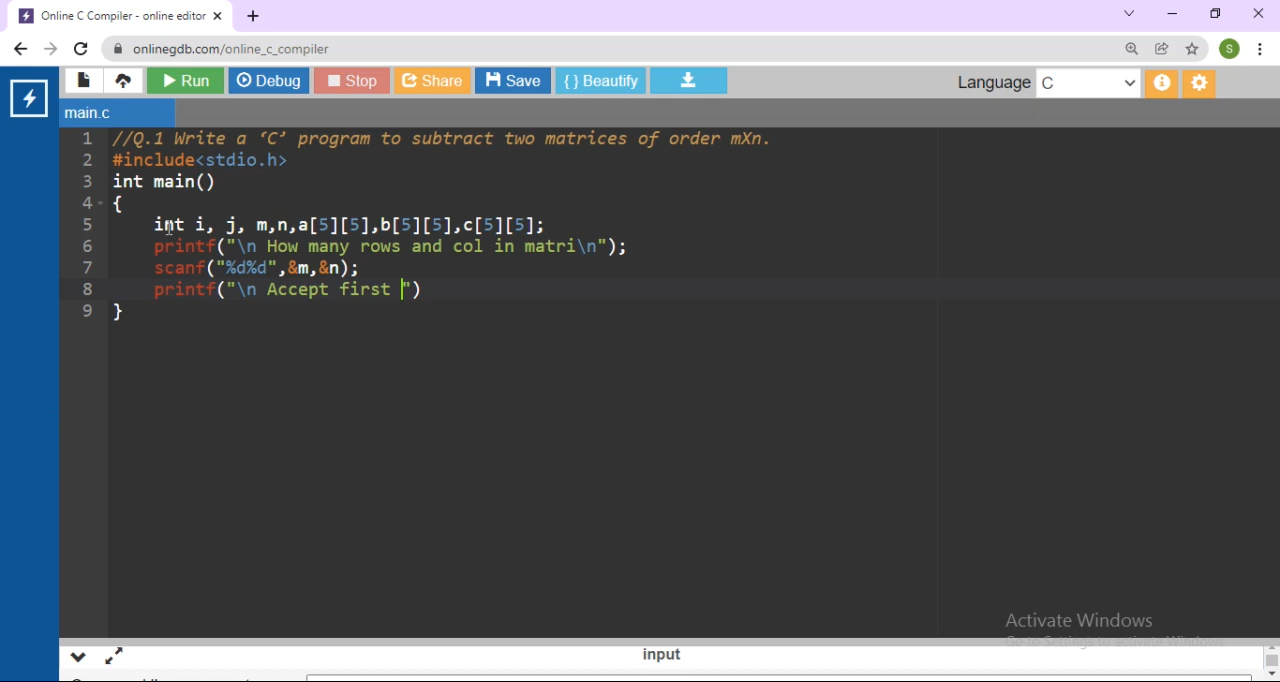 Online C Compiler - online editor
onlinegdb.com/online_c_compiler
S
Run Debug Stop Share Save { } Beautify Language C
main.c
1 //Q.1 Write a ‘C’ program to subtract two matrices of order mXn.
2 #include<stdio.h>
3 int main()
4 {
5 int i, j, m,n,a[5][5],b[5][5],c[5][5];
6 printf("\n How many rows and col in matri\n");
7 scanf("%d%d",&m,&n);
8 printf("\n Accept first ")
9 }
Activate Windows
input